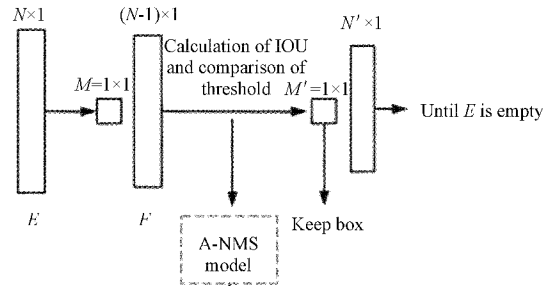 N×1
(N-1)×1
N′×1
Calculation of IOU
and comparison of
threshold
M=1×1
M′=1×1
Until E is empty
E
F
Keep box
A-NMS
model